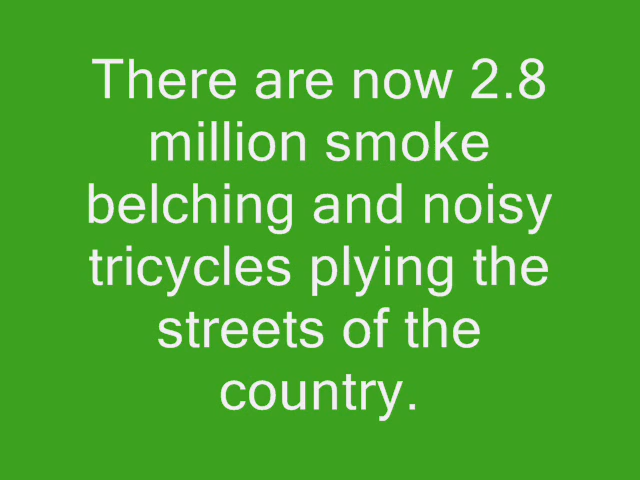 There are now 2.8
million smoke
belching and noisy
tricycles plying the
streets of the
country.